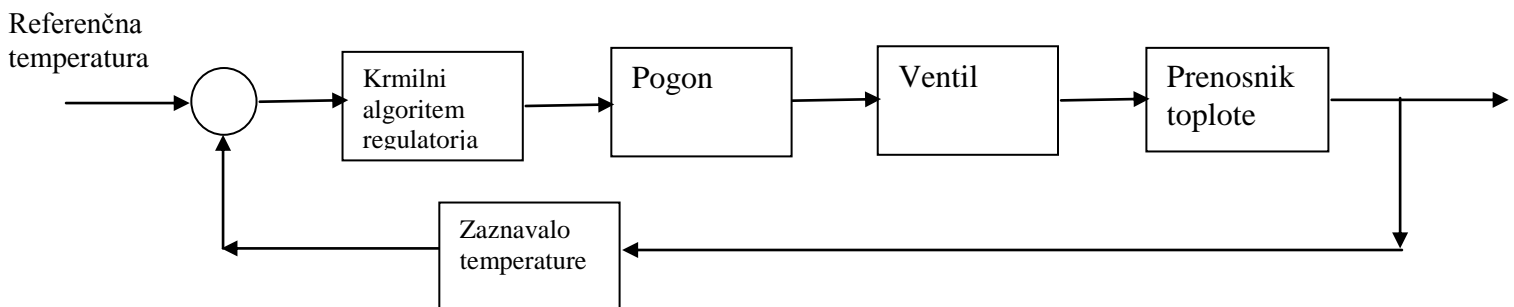 Referenčna
temperatura
Krmilni
algoritem
regulatorja
Pogon
Ventil
Prenosnik
toplote
Zaznavalo
temperature